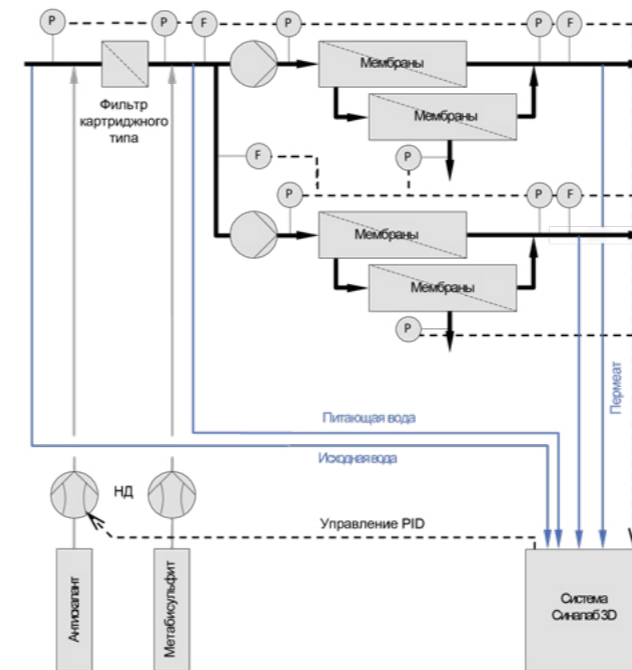 P
P
F
P
P
F
Мембраны
Мембраны
Фильтр
картриджного
типа
F
P
P
P
F
Мембраны
Мембраны
P
Пермеат
Питающая вода
Исходная вода
НД
Управление PID
Антискалант
Метабисульфит
Система
Синалаб 3D